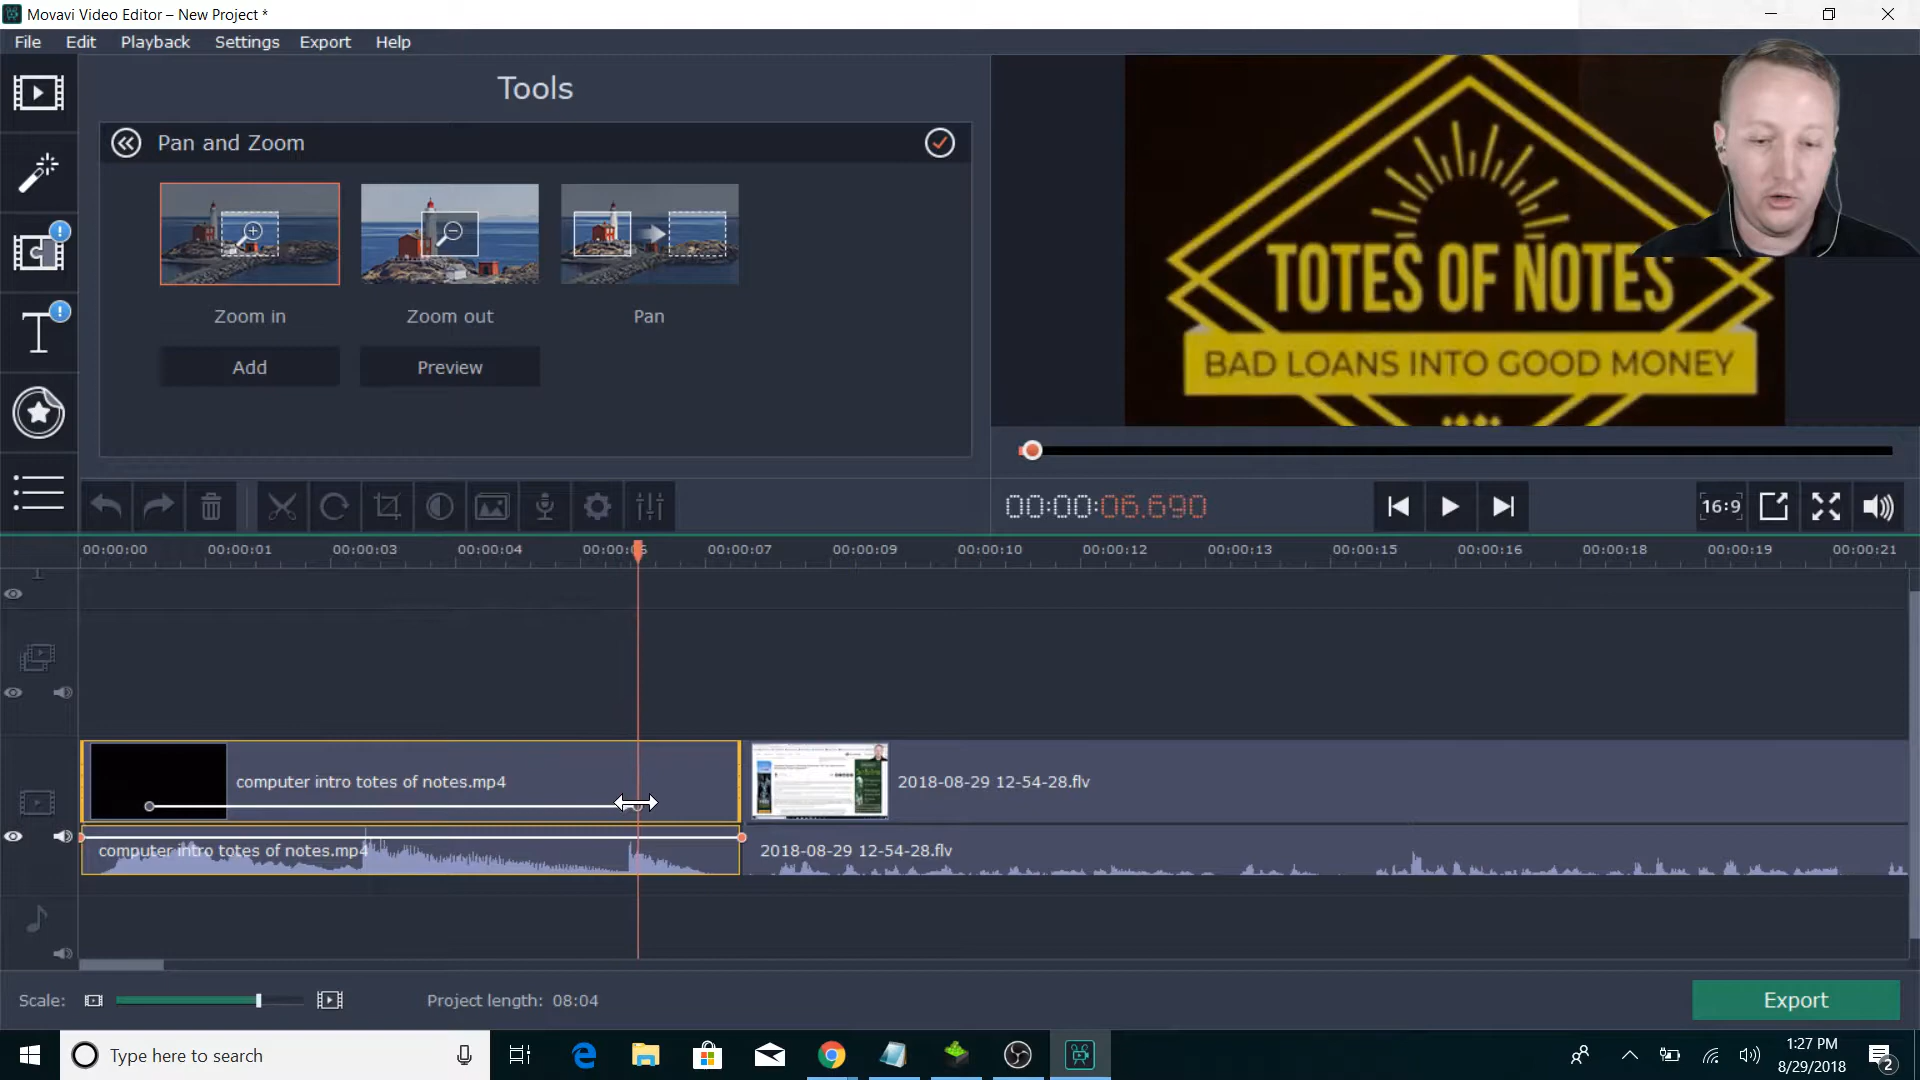 Movavi Video Editor – New Project *
File Edit Playback Settings Export Help
Tools
Pan and Zoom
Zoom in Zoom out Pan
Add Preview
TOTES OF NOTES
BAD LOANS INTO GOOD MONEY
00:00:06.690
16:9
00:00:00 00:00:01 00:00:03 00:00:04 00:00:06 00:00:07 00:00:09 00:00:10 00:00:12 00:00:13 00:00:15 00:00:16 00:00:18 00:00:19 00:00:21
computer intro totes of notes.mp4
2018-08-29 12-54-28.flv
computer intro totes of notes.mp4
2018-08-29 12-54-28.flv
Scale:
Project length: 08:04
Export
Type here to search
1:27 PM
8/29/2018
2